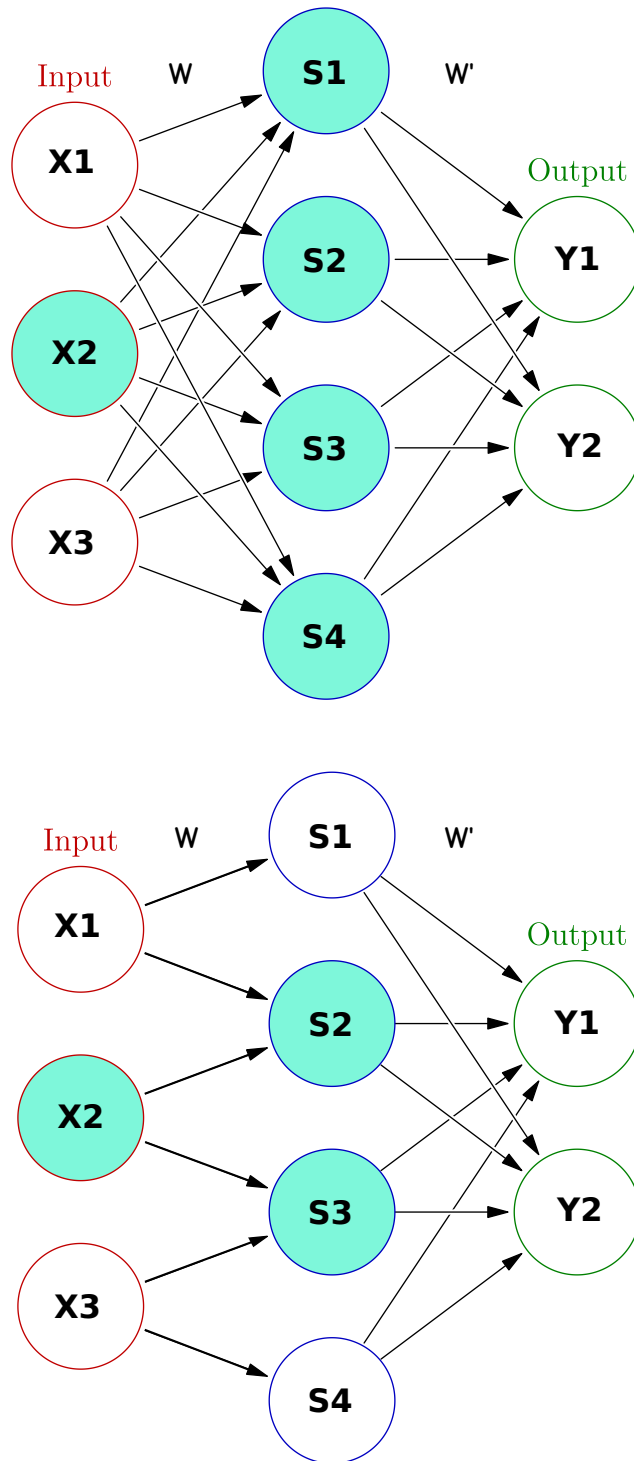 Input W S1 W'
X1
Output
S2 Y1
X2
S3 Y2
X3
S4
Input W S1 W'
X1
Output
S2 Y1
X2
S3 Y2
X3
S4